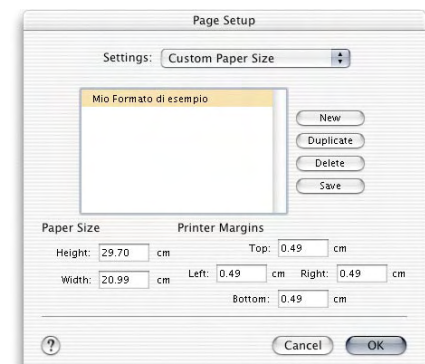 Page Setup
Settings: Custom Paper Size
Mio Formato di esempio
New
Duplicate
Delete
Save
Paper Size
Printer Margins
Height: 29.70 cm
Top: 0.49 cm
Width: 20.99 cm
Left: 0.49 cm Right: 0.49 cm
Bottom: 0.49 cm
?
Cancel
OK